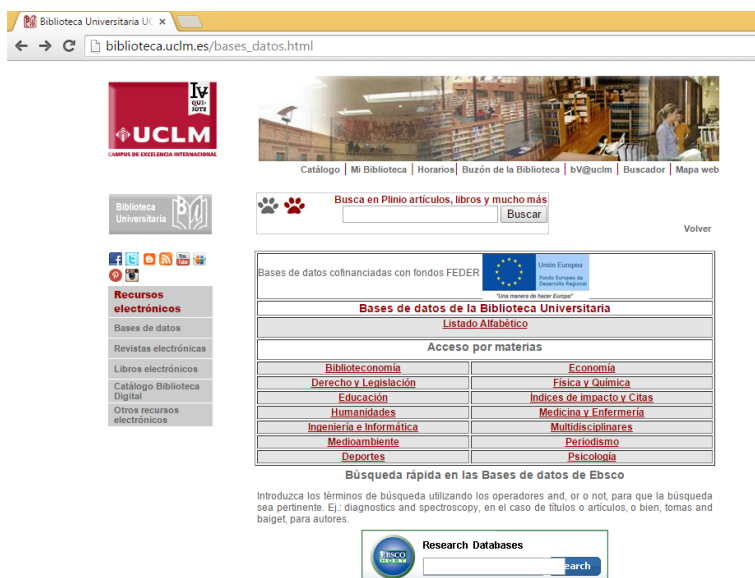 Biblioteca Universitaria UC
biblioteca.uclm.es/bases_datos.html
IV
QUI-
JOTE
UCLM
CAMPUS DE EXCELENCIA INTERNACIONAL
Catálogo | Mi Biblioteca | Horarios | Buzón de la Biblioteca | bV@uclm | Buscador | Mapa web
Biblioteca
Universitaria
Busca en Plinio artículos, libros y mucho más
Buscar
Volver
You
Tube
Recursos
electrónicos
Bases de datos
Revistas electrónicas
Libros electrónicos
Catálogo Biblioteca
Digital
Otros recursos
electrónicos
Bases de datos cofinanciadas con fondos FEDER
Unión Europea
Fondo Europeo de
Desarrollo Regional
"Una manera de hacer Europa"
Bases de datos de la Biblioteca Universitaria
Listado Alfabético
Acceso por materias
Biblioteconomía Economía
Derecho y Legislación Física y Química
Educación Índices de impacto y Citas
Humanidades Medicina y Enfermería
Ingeniería e Informática Multidisciplinares
Medioambiente Periodismo
Deportes Psicología
Búsqueda rápida en las Bases de datos de Ebsco
Introduzca los términos de búsqueda utilizando los operadores and, or o not, para que la búsqueda
sea pertinente. Ej.: diagnostics and spectroscopy, en el caso de títulos o artículos, o bien, tomas and
baiget, para autores.
EBSCO
HOST
Research Databases
earch